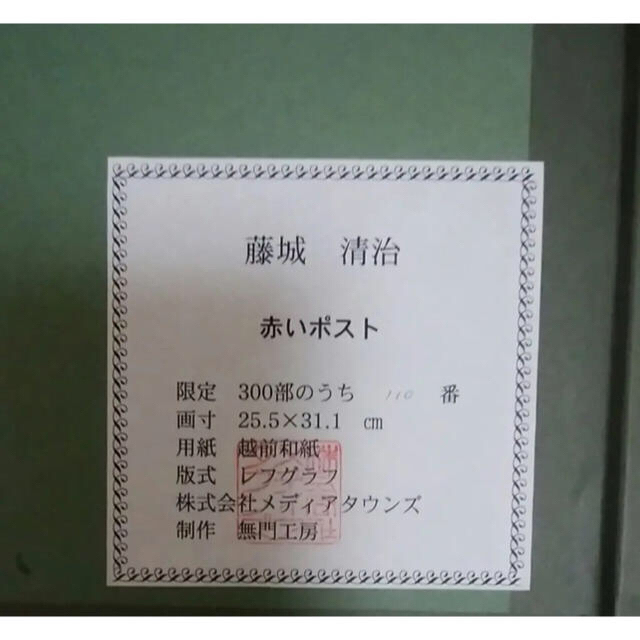 藤城 清治
赤いポスト
限定 300部のうち 110 番
画寸 25.5×31.1 ㎝
用紙 越前和紙
版式 レフグラフ
株式会社メディアタウンズ
制作 無門工房